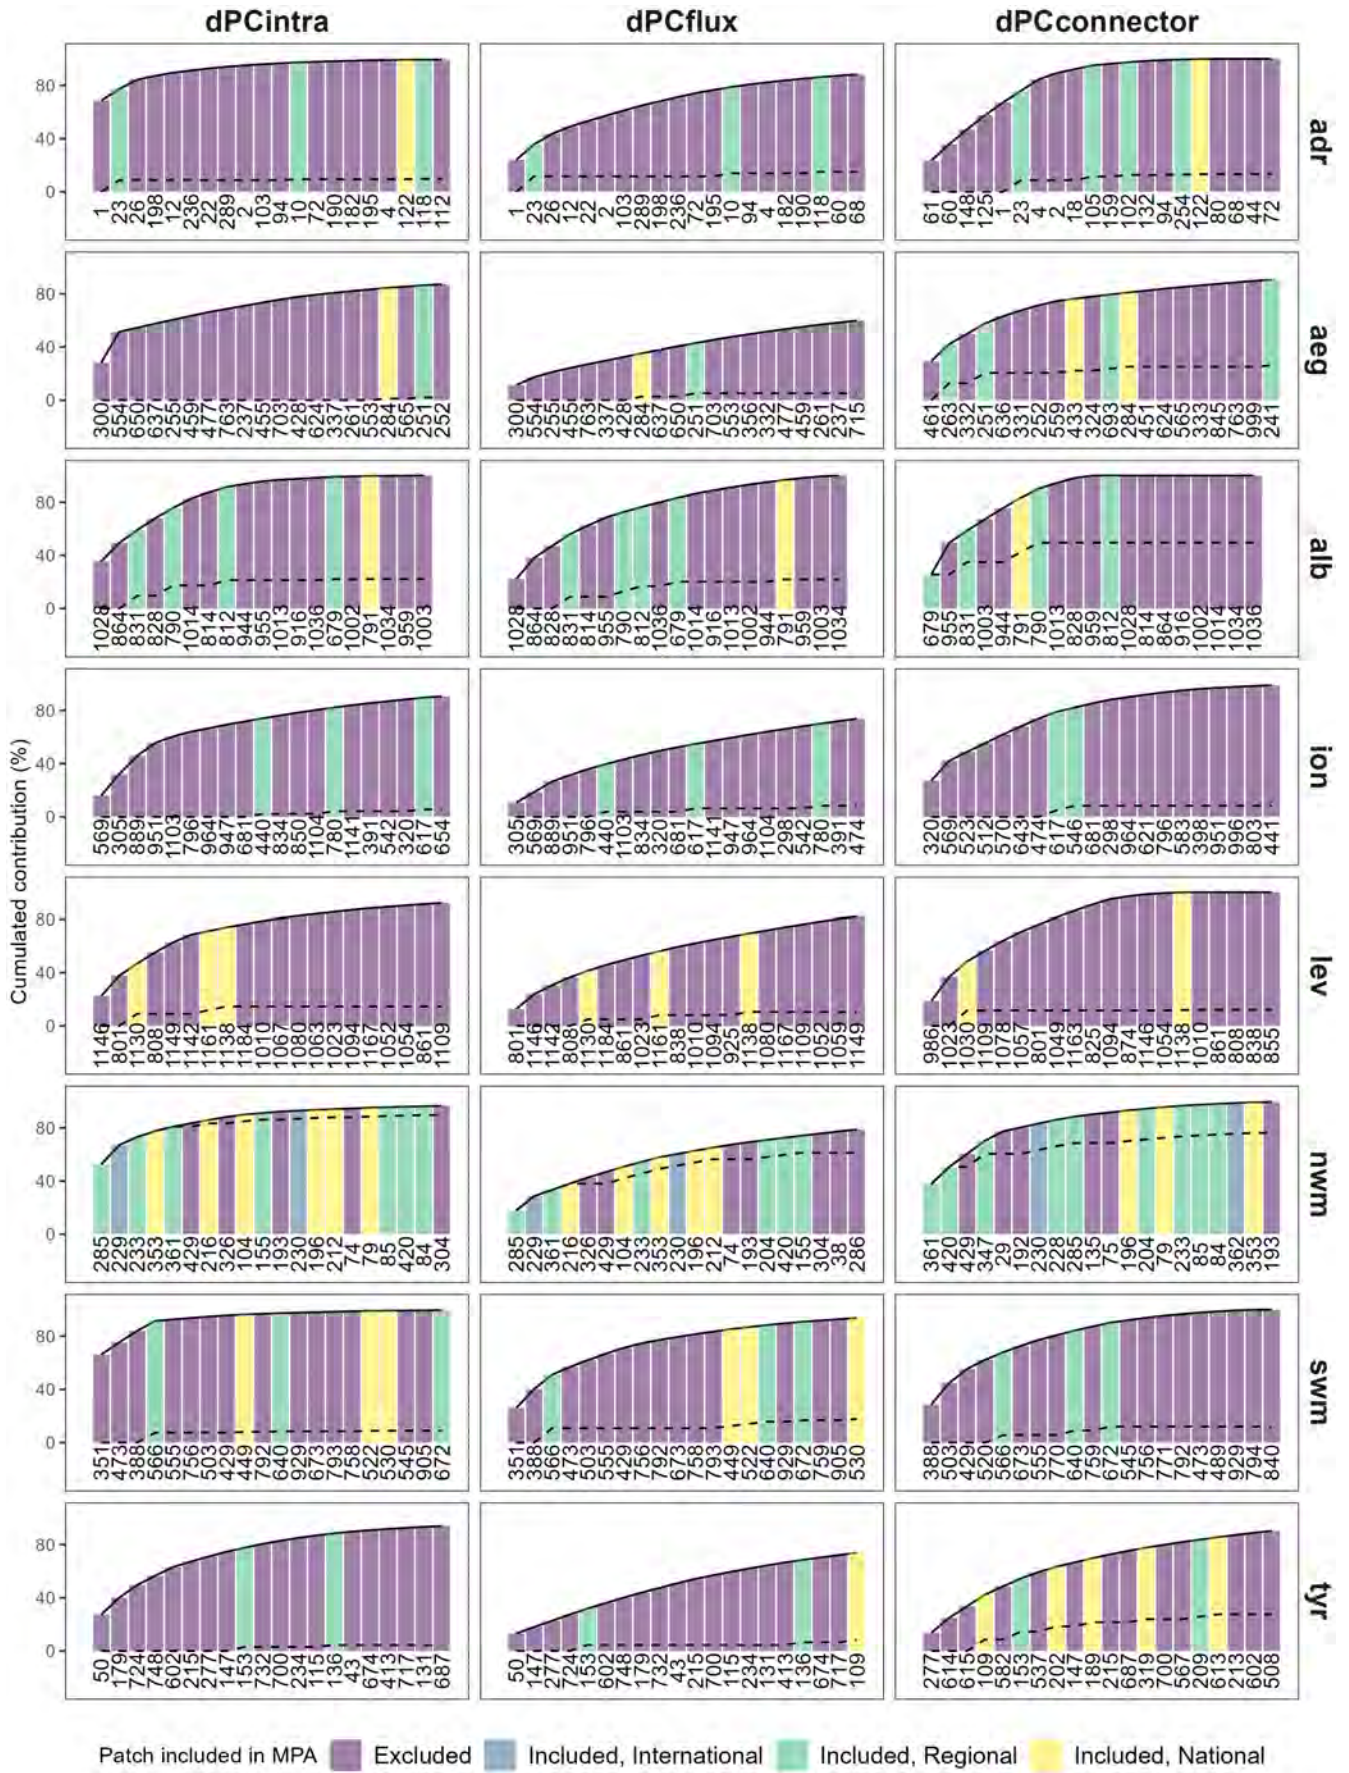 dPCintra dPCflux dPCconnector
80
40
0
1 23 26 198 12 236 22 289 2 103 94 10 72 190 182 195 4 122 118 112
1 23 26 12 22 2 103 289 198 236 72 195 10 94 4 182 190 118 60 68
61 60 148 125 1 23 4 2 18 105 159 102 132 94 254 122 80 68 44 72
adr
80
40
0
300 554 650 637 997 255 459 477 763 237 455 703 428 624 337 261 553 284 565 251 252
300 554 255 455 763 337 428 284 637 650 251 703 553 356 332 477 459 261 237 715
461 263 332 251 636 331 252 559 433 324 693 284 451 624 565 333 845 763 999 241
aeg
80
40
0
1028 864 831 828 790 1014 814 812 944 955 1013 916 1036 679 1002 791 1034 959 1003
1028 864 828 831 814 955 790 812 1036 679 1014 916 1013 1002 944 791 959 1003 1034
679 955 831 1003 944 791 790 1013 828 959 812 1028 814 864 916 1002 1014 1034 1036
alb
Cumulated contribution (%)
80
40
0
569 305 889 951 1103 796 964 947 681 440 834 850 1104 780 1141 391 542 320 617 654
305 569 889 951 796 440 1103 834 320 681 617 1141 947 964 1104 298 542 780 391 474
320 569 523 512 570 643 474 617 546 681 298 964 621 796 583 398 951 996 803 441
ion
80
40
0
1146 801 1130 808 1149 1142 1161 1138 1184 1010 1067 1080 1063 1023 1094 1167 1052 1054 861 1109
801 1146 1142 808 1130 1184 861 1023 1161 838 1010 1094 925 1138 1080 1167 1109 1052 1059 1149
986 1023 1030 1109 1078 1057 801 1049 1163 825 1094 874 1146 1054 1138 1010 861 808 838 855
lev
80
40
0
285 229 233 353 361 429 216 326 104 155 193 230 196 212 74 79 85 420 84 304
285 229 361 216 326 429 104 233 353 230 196 212 74 193 204 420 155 304 38 286
361 420 429 347 29 192 230 228 285 135 75 196 204 79 233 85 84 362 353 193
nwm
80
40
0
351 473 388 566 555 756 503 429 449 792 640 929 673 793 758 522 530 545 905 672
351 388 566 473 503 555 429 756 792 673 758 793 449 522 640 929 672 759 905 530
388 503 429 520 566 673 555 770 640 759 672 545 756 771 792 473 489 929 794 840
swm
80
40
0
50 179 724 748 602 215 277 147 153 732 700 234 115 136 43 674 413 717 131 687
50 147 277 724 153 602 748 179 732 43 215 700 115 234 131 413 136 674 717 109
277 614 615 109 582 153 537 202 147 189 215 687 319 700 567 209 613 213 602 508
tyr
Patch included in MPA Excluded Included, International Included, Regional Included, National